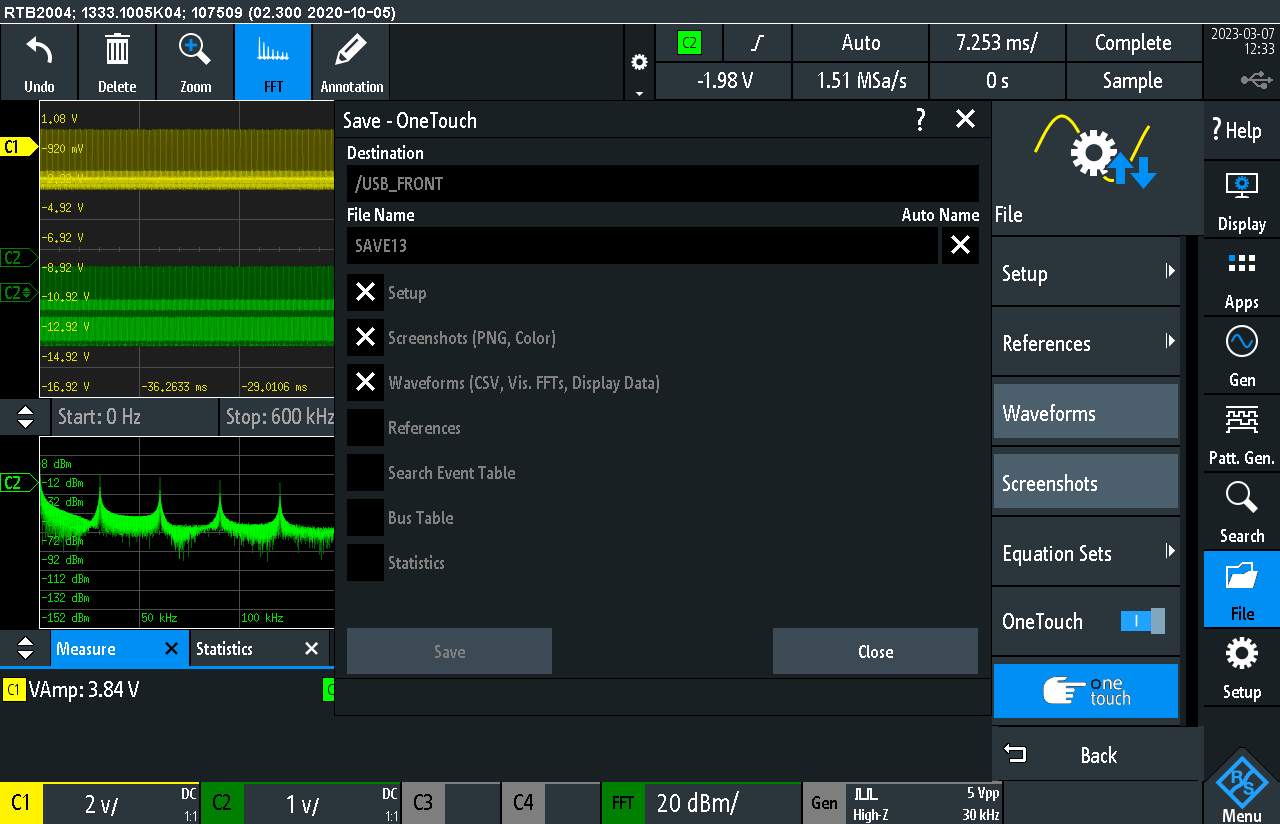 RTB2004; 1333.1005K04; 107509 (02.300 2020-10-05)
Undo
Delete
Zoom
FFT
Annotation
C2
Auto
7.253 ms/
Complete
-1.98 V
1.51 MSa/s
0 s
Sample
2023-03-07
12:33
1.08 V
C1
-920 mV
-4.92 V
-6.92 V
C2
-8.92 V
C2
-10.92 V
-12.92 V
-14.92 V
-16.92 V
-36.2633 ms
-29.0106 ms
Start: 0 Hz
Stop: 600 kHz
8 dBm
C2
-12 dBm
-32 dBm
-72 dBm
-92 dBm
-112 dBm
-132 dBm
-152 dBm
50 kHz
100 kHz
Measure
Statistics
C1
VAmp: 3.84 V
Save - OneTouch
?
Destination
/USB_FRONT
File Name
Auto Name
SAVE13
Setup
Screenshots (PNG, Color)
Waveforms (CSV, Vis. FFTs, Display Data)
References
Search Event Table
Bus Table
Statistics
Save
Close
File
Setup
References
Waveforms
Screenshots
Equation Sets
OneTouch
one
touch
Back
? Help
Display
Apps
Gen
Patt. Gen.
Search
File
Setup
R S
Menu
C1
2 v/
DC
1:1
C2
1 v/
DC
1:1
C3
C4
FFT
20 dBm/
Gen
High-Z
5 Vpp
30 kHz